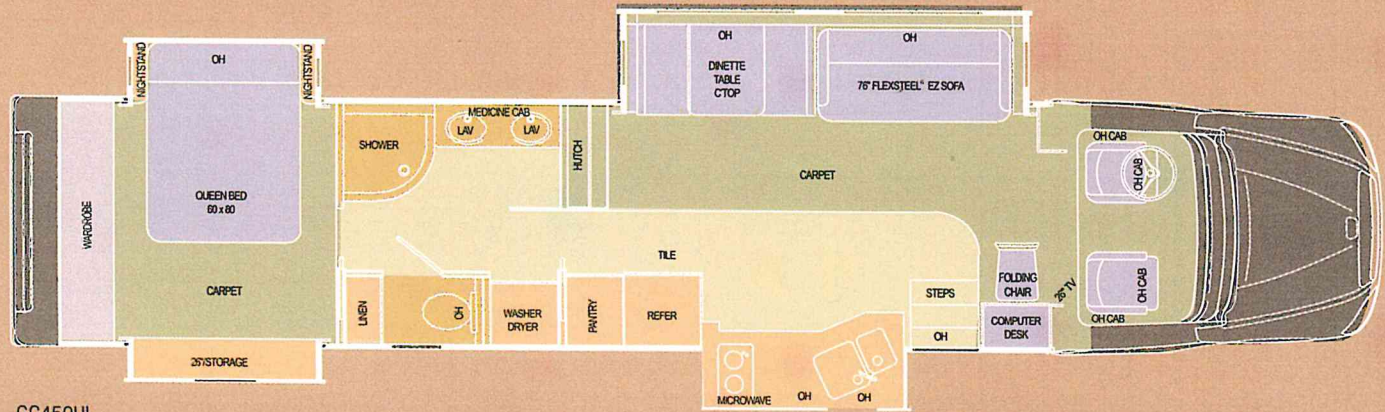 NIGHTSTAND
OH
NIGHTSTAND
WARDROBE
QUEEN BED
60 x 80
CARPET
26"/STORAGE
SHOWER
MEDICINE CAB
LAV
LAV
HUTCH
LINEN
OH
WASHER
DRYER
PANTRY
REFER
TILE
OH
DINETTE
TABLE
C'TOP
OH
76" FLEXSTEEL" EZ SOFA
CARPET
MICROWAVE
OH
OH
STEPS
OH
FOLDING
CHAIR
COMPUTER
DESK
26" TV
OH CAB
OH CAB
OH CAB
OH CAB